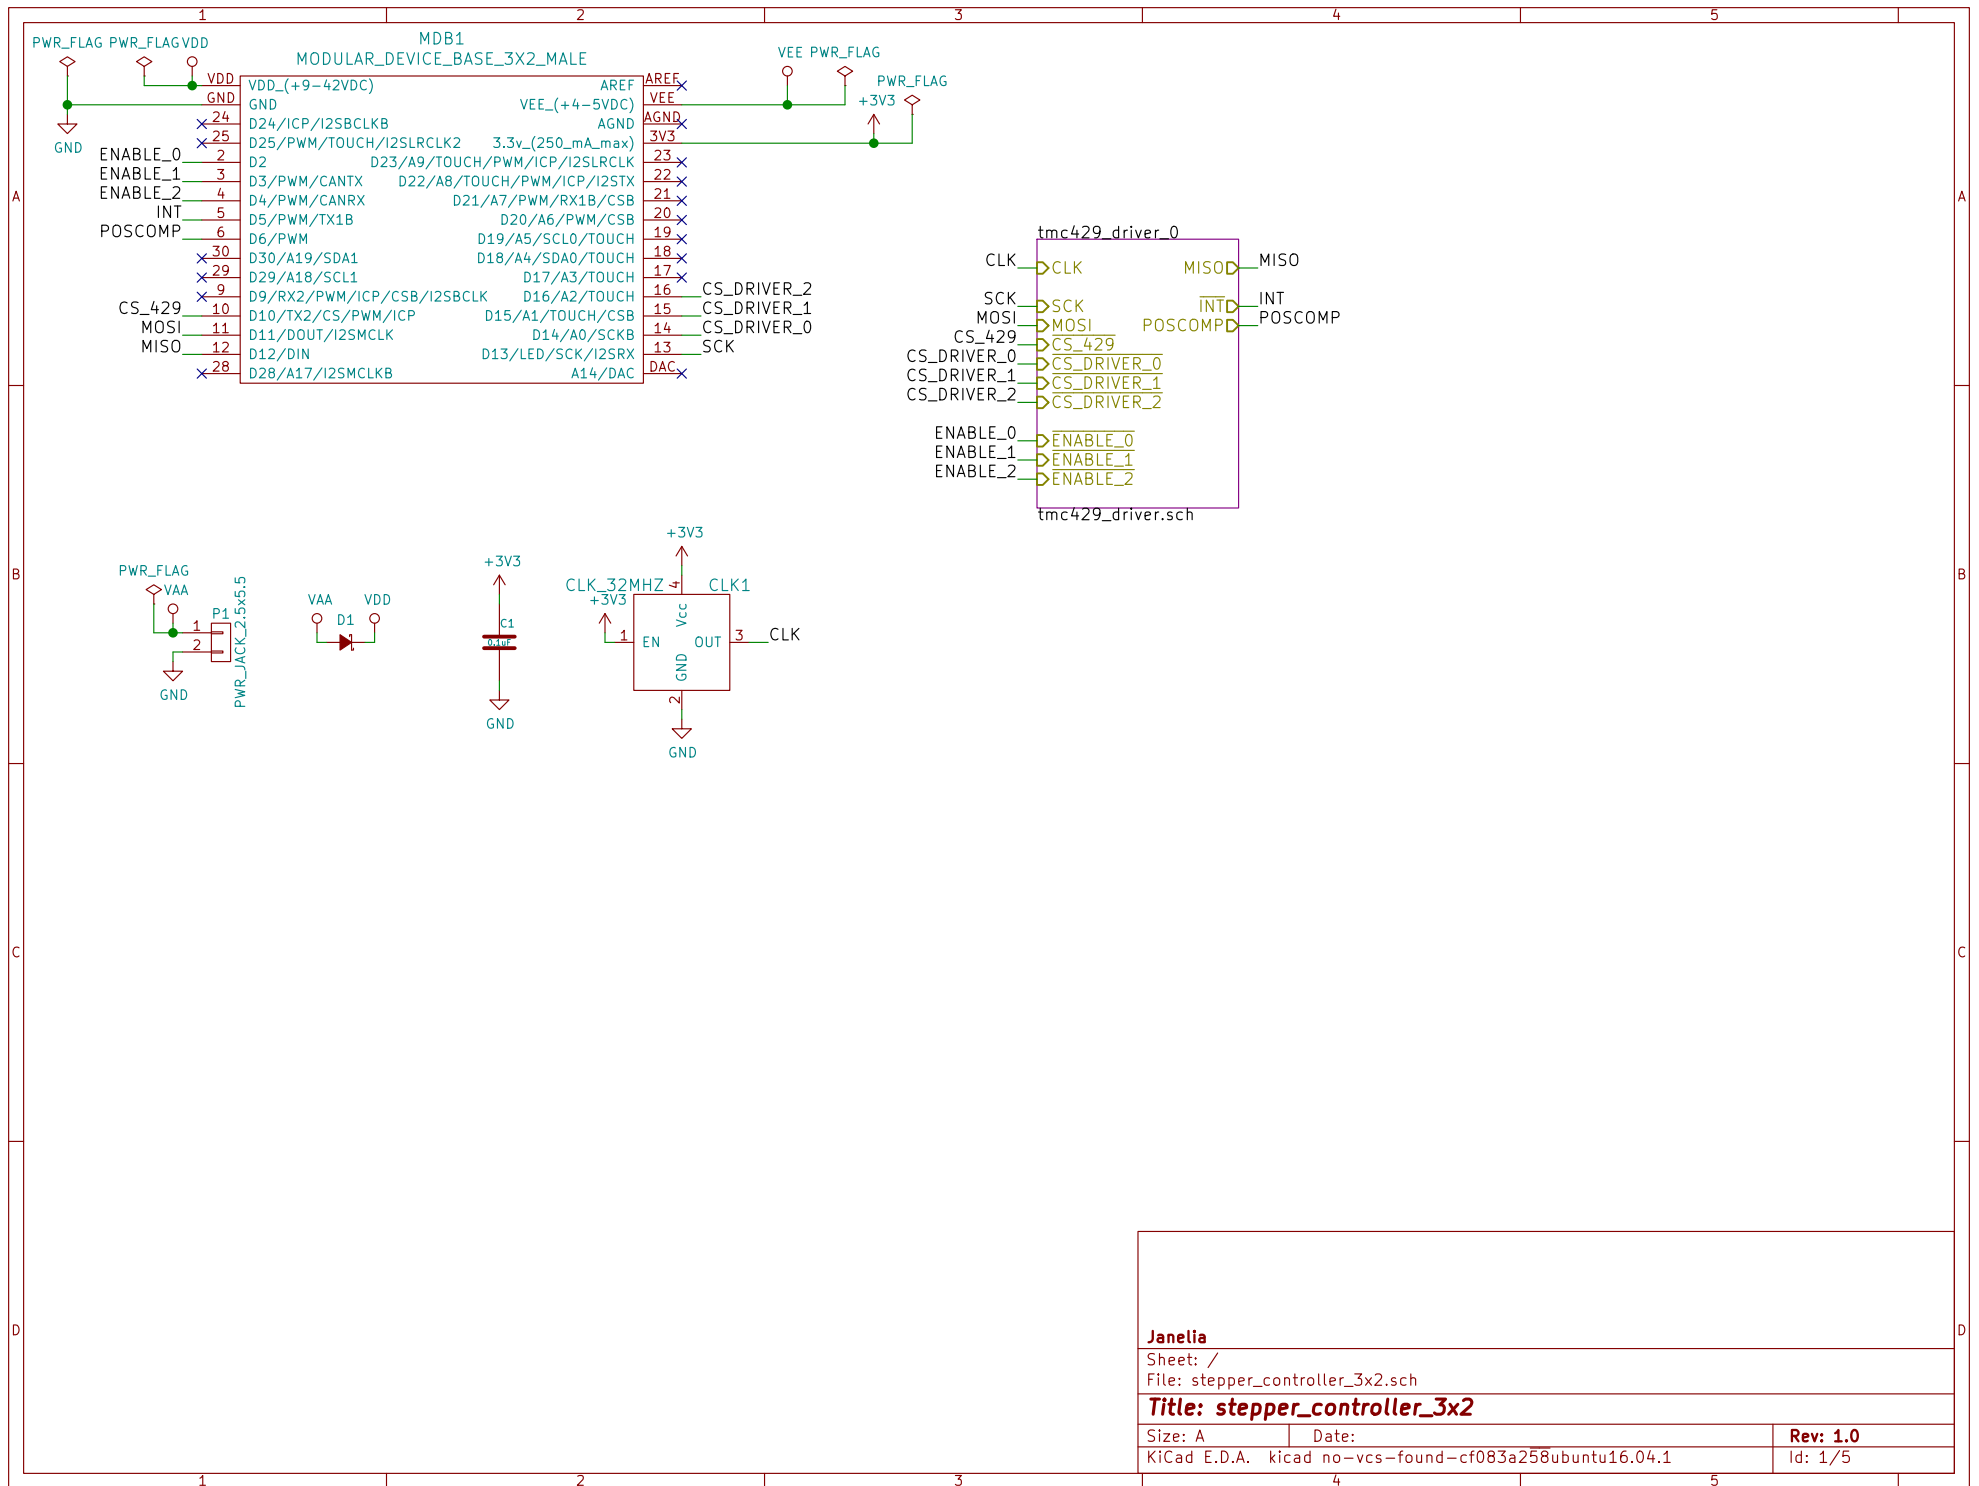 1 2 3 4 5
A
B
C
D
A
B
C
D
1 2 3 4 5
PWR_FLAG PWR_FLAG VDD
MDB1
MODULAR_DEVICE_BASE_3X2_MALE
VEE PWR_FLAG
PWR_FLAG
+3V3
GND
VDD VDD_(+9-42VDC) AREF AREF
GND GND VEE_(+4-5VDC) VEE
24 D24/ICP/I2SBCLKB AGND AGND
25 D25/PWM/TOUCH/I2SLRCLK2 3.3v_(250_mA_max) 3V3
ENABLE_0 2 D2 D23/A9/TOUCH/PWM/ICP/I2SLRCLK 23
ENABLE_1 3 D3/PWM/CANTX D22/A8/TOUCH/PWM/ICP/I2STX 22
ENABLE_2 4 D4/PWM/CANRX D21/A7/PWM/RX1B/CSB 21
INT 5 D5/PWM/TX1B D20/A6/PWM/CSB 20
POSCOMP 6 D6/PWM D19/A5/SCL0/TOUCH 19
30 D30/A19/SDA1 D18/A4/SDA0/TOUCH 18
29 D29/A18/SCL1 D17/A3/TOUCH 17
9 D9/RX2/PWM/ICP/CSB/I2SBCLK D16/A2/TOUCH 16 CS_DRIVER_2
CS_429 10 D10/TX2/CS/PWM/ICP D15/A1/TOUCH/CSB 15 CS_DRIVER_1
MOSI 11 D11/DOUT/I2SMCLK D14/A0/SCKB 14 CS_DRIVER_0
MISO 12 D12/DIN D13/LED/SCK/I2SRX 13 SCK
28 D28/A17/I2SMCLKB A14/DAC DAC
tmc429_driver_0
CLK CLK MISO MISO
SCK SCK INT INT
MOSI MOSI POSCOMP POSCOMP
CS_429 CS_429
CS_DRIVER_0 CS_DRIVER_0
CS_DRIVER_1 CS_DRIVER_1
CS_DRIVER_2 CS_DRIVER_2
ENABLE_0 ENABLE_0
ENABLE_1 ENABLE_1
ENABLE_2 ENABLE_2
tmc429_driver.sch
PWR_FLAG
VAA
P1
1
2
PWR_JACK_2.5x5.5
GND
VAA D1 VDD
+3V3
C1
0.1uF
GND
+3V3
CLK_32MHZ 4 CLK1
+3V3
Vcc
1 EN OUT 3 CLK
GND
2
GND
Janelia
Sheet: /
File: stepper_controller_3x2.sch
Title: stepper_controller_3x2
Size: A Date: Rev: 1.0
KiCad E.D.A. kicad no-vcs-found-cf083a258ubuntu16.04.1 Id: 1/5